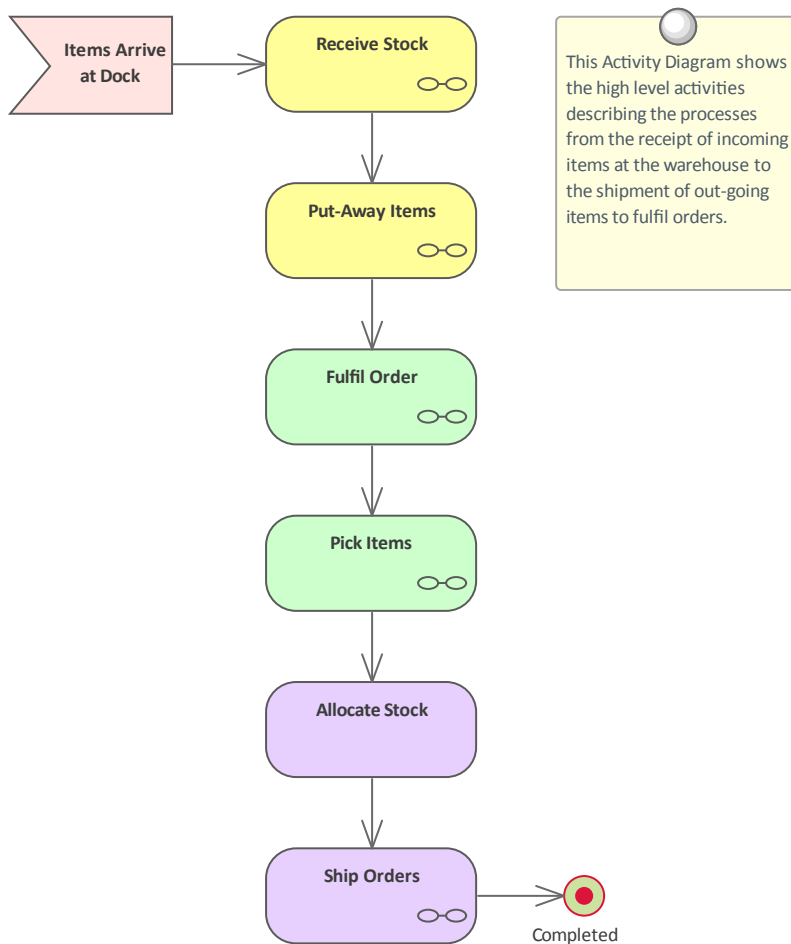 Items Arrive
at Dock
Receive Stock
This Activity Diagram shows
the high level activities
describing the processes
from the receipt of incoming
items at the warehouse to
the shipment of out-going
items to fulfil orders.
Put-Away Items
Fulfil Order
Pick Items
Allocate Stock
Ship Orders
Completed